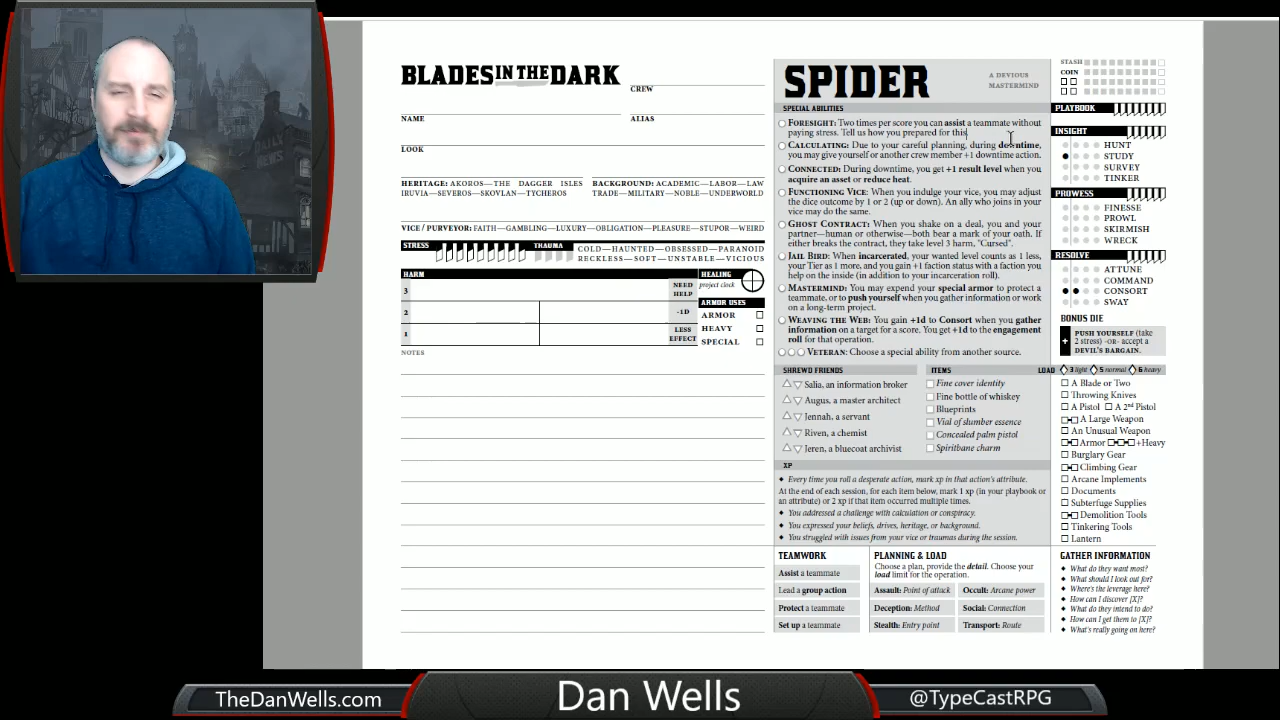 BLADES IN THE DARK
CREW
NAME
ALIAS
LOOK
HERITAGE: AKOROS—THE DAGGER ISLES
IRUVIA—SEVEROS—SKOVLAN—TYCHEROS
BACKGROUND: ACADEMIC—LABOR—LAW
TRADE—MILITARY—NOBLE—UNDERWORLD
VICE / PURVEYOR: FAITH—GAMBLING—LUXURY—OBLIGATION—PLEASURE—STUPOR—WEIRD
STRESS
TRAUMA
COLD—HAUNTED—OBSESSED—PARANOID
RECKLESS—SOFT—UNSTABLE—VICIOUS
HARM
3
NEED
HELP
2
-1D
1
LESS
EFFECT
HEALING
project clock
ARMOR USES
ARMOR
HEAVY
SPECIAL
NOTES
SPIDER
A DEVIOUS
MASTERMIND
SPECIAL ABILITIES
FORESIGHT: Two times per score you can assist a teammate without
paying stress. Tell us how you prepared for this.
CALCULATING: Due to your careful planning, during downtime,
you may give yourself or another crew member +1 downtime action.
CONNECTED: During downtime, you get +1 result level when you
acquire an asset or reduce heat.
FUNCTIONING VICE: When you indulge your vice, you may adjust
the dice outcome by 1 or 2 (up or down). An ally who joins in your
vice may do the same.
GHOST CONTRACT: When you shake on a deal, you and your
partner—human or otherwise—both bear a mark of your oath. If
either breaks the contract, they take level 3 harm, "Cursed".
JAIL BIRD: When incarcerated, your wanted level counts as 1 less,
your Tier as 1 more, and you gain +1 faction status with a faction you
help on the inside (in addition to your incarceration roll).
MASTERMIND: You may expend your special armor to protect a
teammate, or to push yourself when you gather information or work
on a long-term project.
WEAVING THE WEB: You gain +1d to Consort when you gather
information on a target for a score. You get +1d to the engagement
roll for that operation.
VETERAN: Choose a special ability from another source.
SHREWD FRIENDS
Salia, an information broker
Augus, a master architect
Jennah, a servant
Riven, a chemist
Jeren, a bluecoat archivist
ITEMS
Fine cover identity
Fine bottle of whiskey
Blueprints
Vial of slumber essence
Concealed palm pistol
Spiritbane charm
XP
Every time you roll a desperate action, mark xp in that action's attribute.
At the end of each session, for each item below, mark 1 xp (in your playbook or
an attribute) or 2 xp if that item occurred multiple times.
You addressed a challenge with calculation or conspiracy.
You expressed your beliefs, drives, heritage, or background.
You struggled with issues from your vice or traumas during the session.
TEAMWORK
Assist a teammate
Lead a group action
Protect a teammate
Set up a teammate
PLANNING & LOAD
Choose a plan, provide the detail. Choose your
load limit for the operation.
Assault: Point of attack
Occult: Arcane power
Deception: Method
Social: Connection
Stealth: Entry point
Transport: Route
STASH
COIN
PLAYBOOK
INSIGHT
HUNT
STUDY
SURVEY
TINKER
PROWESS
FINESSE
PROWL
SKIRMISH
WRECK
RESOLVE
ATTUNE
COMMAND
CONSORT
SWAY
BONUS DIE
+
PUSH YOURSELF (take
2 stress) -OR- accept a
DEVIL'S BARGAIN.
LOAD 3 light 5 normal 6 heavy
A Blade or Two
Throwing Knives
A Pistol A 2nd Pistol
A Large Weapon
An Unusual Weapon
Armor +Heavy
Burglary Gear
Climbing Gear
Arcane Implements
Documents
Subterfuge Supplies
Demolition Tools
Tinkering Tools
Lantern
GATHER INFORMATION
What do they want most?
What should I look out for?
Where's the leverage here?
How can I discover [X]?
What do they intend to do?
How can I get them to [X]?
What's really going on here?
TheDanWells.com
Dan Wells
@TypeCastRPG